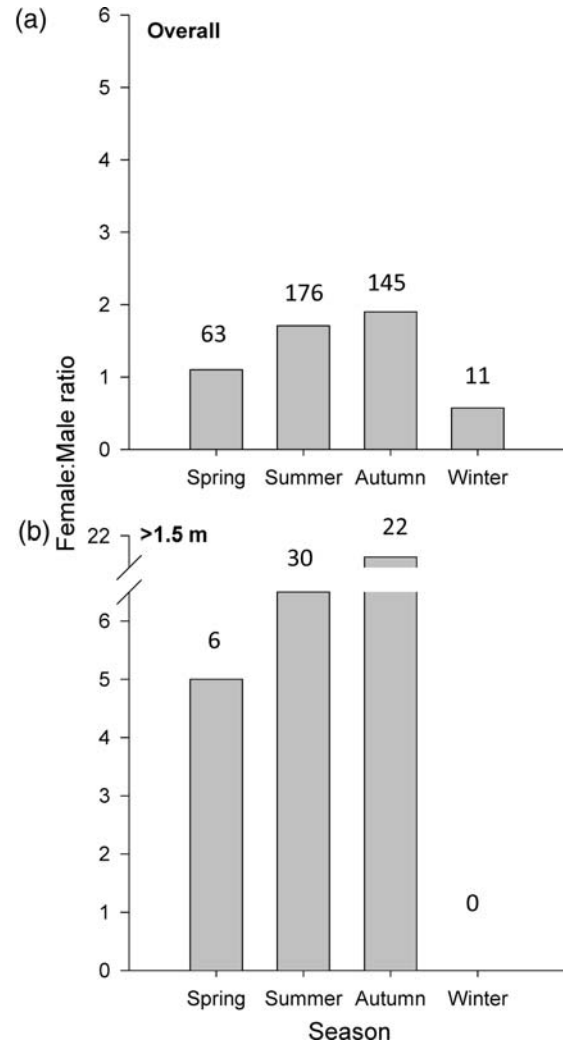 (a)
Overall
6
5
4
3
2
1
0
63
176
145
11
Spring Summer Autumn Winter
Female:Male ratio
(b)
>1.5 m
22
6
5
4
3
2
1
0
6
30
22
0
Spring Summer Autumn Winter
Season